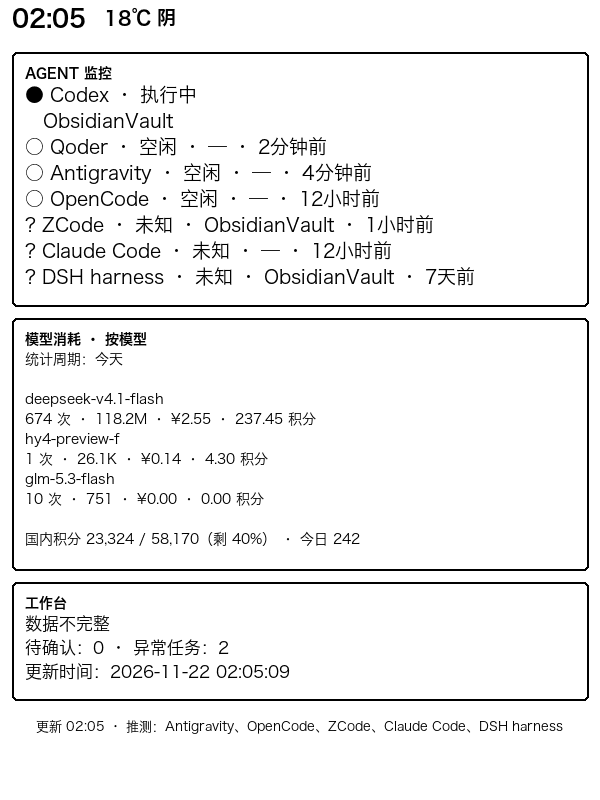 02:05 18℃ 阴
AGENT 监控
● Codex · 执行中
ObsidianVault
○ Qoder · 空闲 · — · 2分钟前
○ Antigravity · 空闲 · — · 4分钟前
○ OpenCode · 空闲 · — · 12小时前
? ZCode · 未知 · ObsidianVault · 1小时前
? Claude Code · 未知 · — · 12小时前
? DSH harness · 未知 · ObsidianVault · 7天前
模型消耗 · 按模型
统计周期：今天
deepseek-v4.1-flash
674 次 · 118.2M · ¥2.55 · 237.45 积分
hy4-preview-f
1 次 · 26.1K · ¥0.14 · 4.30 积分
glm-5.3-flash
10 次 · 751 · ¥0.00 · 0.00 积分
国内积分 23,324 / 58,170（剩 40%） · 今日 242
工作台
数据不完整
待确认：0 · 异常任务：2
更新时间：2026-11-22 02:05:09
更新 02:05 · 推测：Antigravity、OpenCode、ZCode、Claude Code、DSH harness